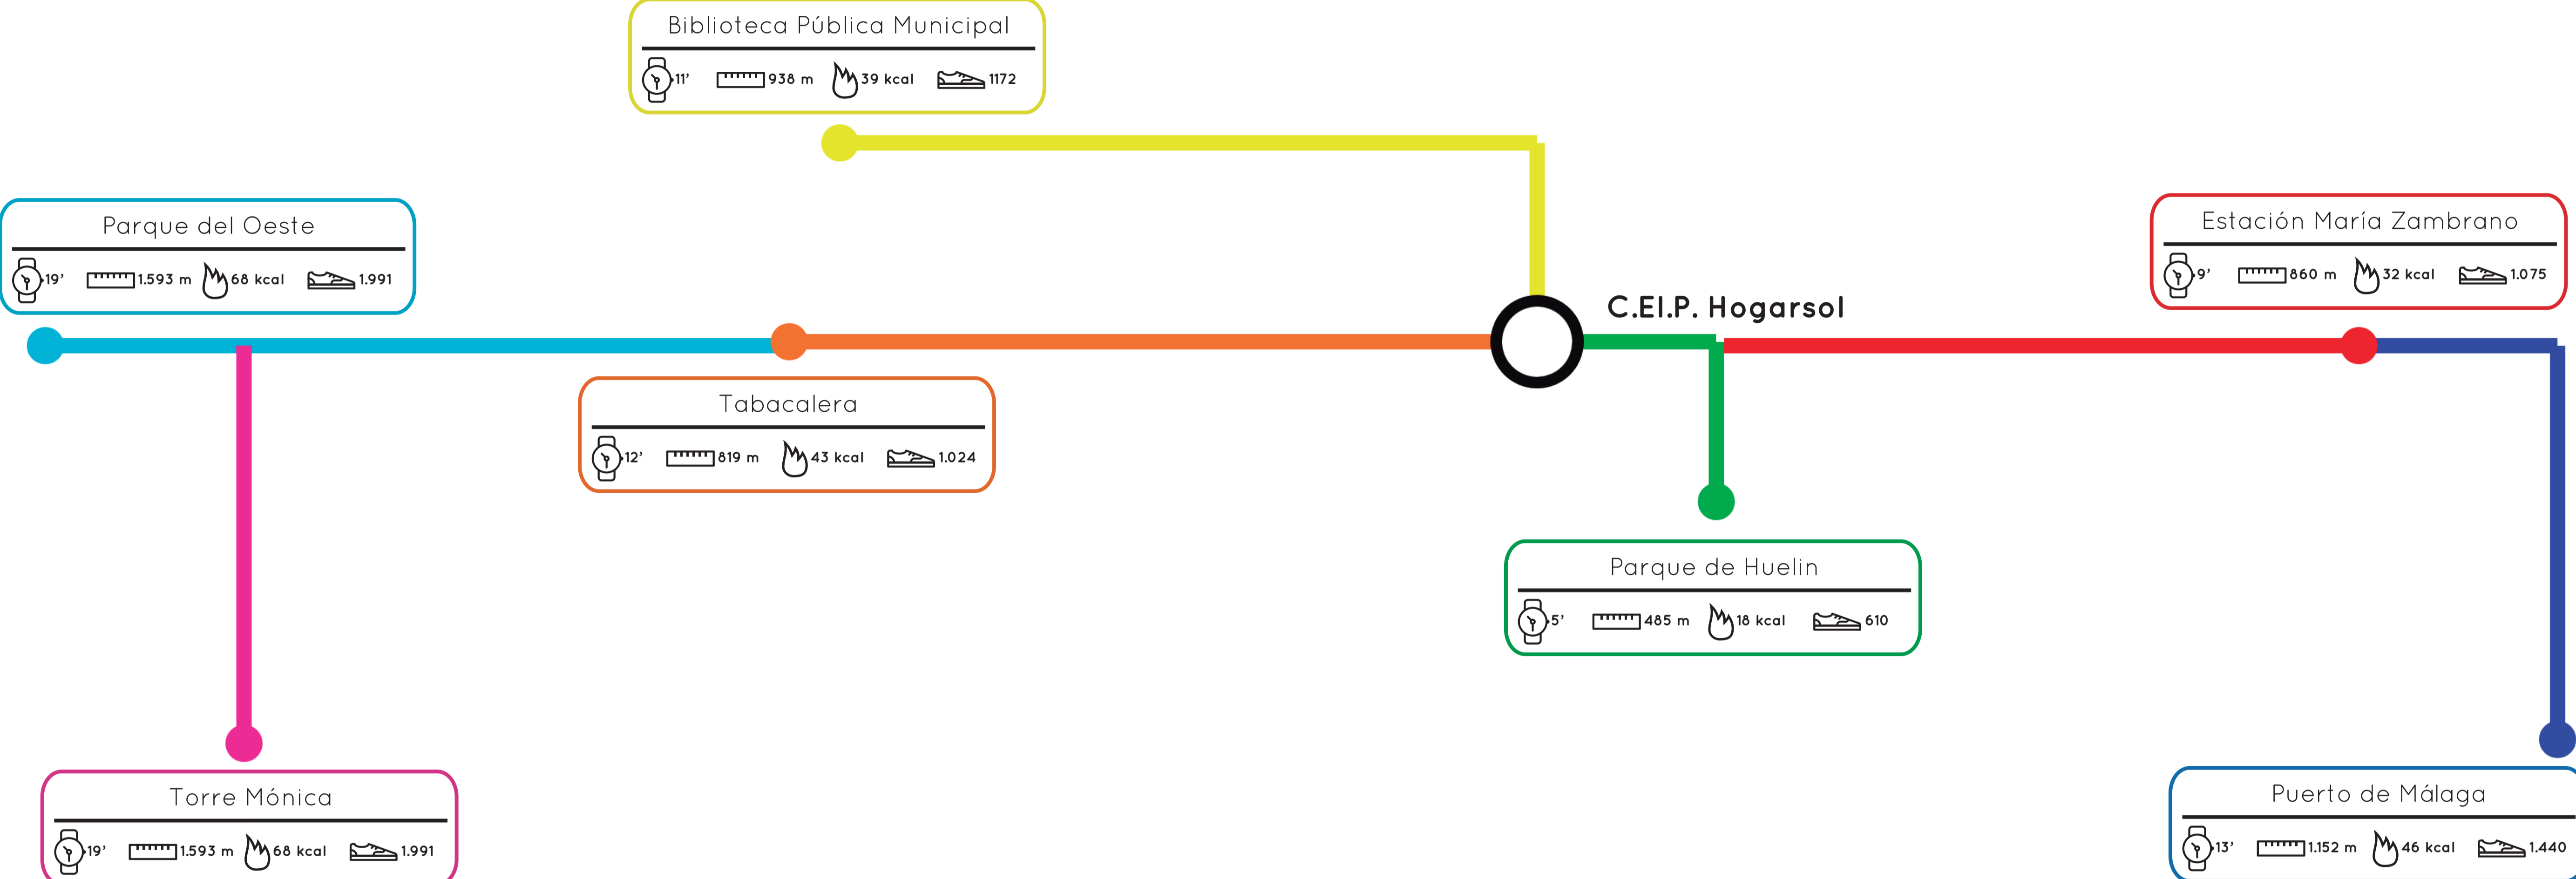 Biblioteca Pública Municipal
11' 938 m 39 kcal 1172
Parque del Oeste
19' 1.593 m 68 kcal 1.991
Estación María Zambrano
9' 860 m 32 kcal 1.075
C.EI.P. Hogarsol
Tabacalera
12' 819 m 43 kcal 1.024
Parque de Huelin
5' 485 m 18 kcal 610
Torre Mónica
19' 1.593 m 68 kcal 1.991
Puerto de Málaga
13' 1.152 m 46 kcal 1.440